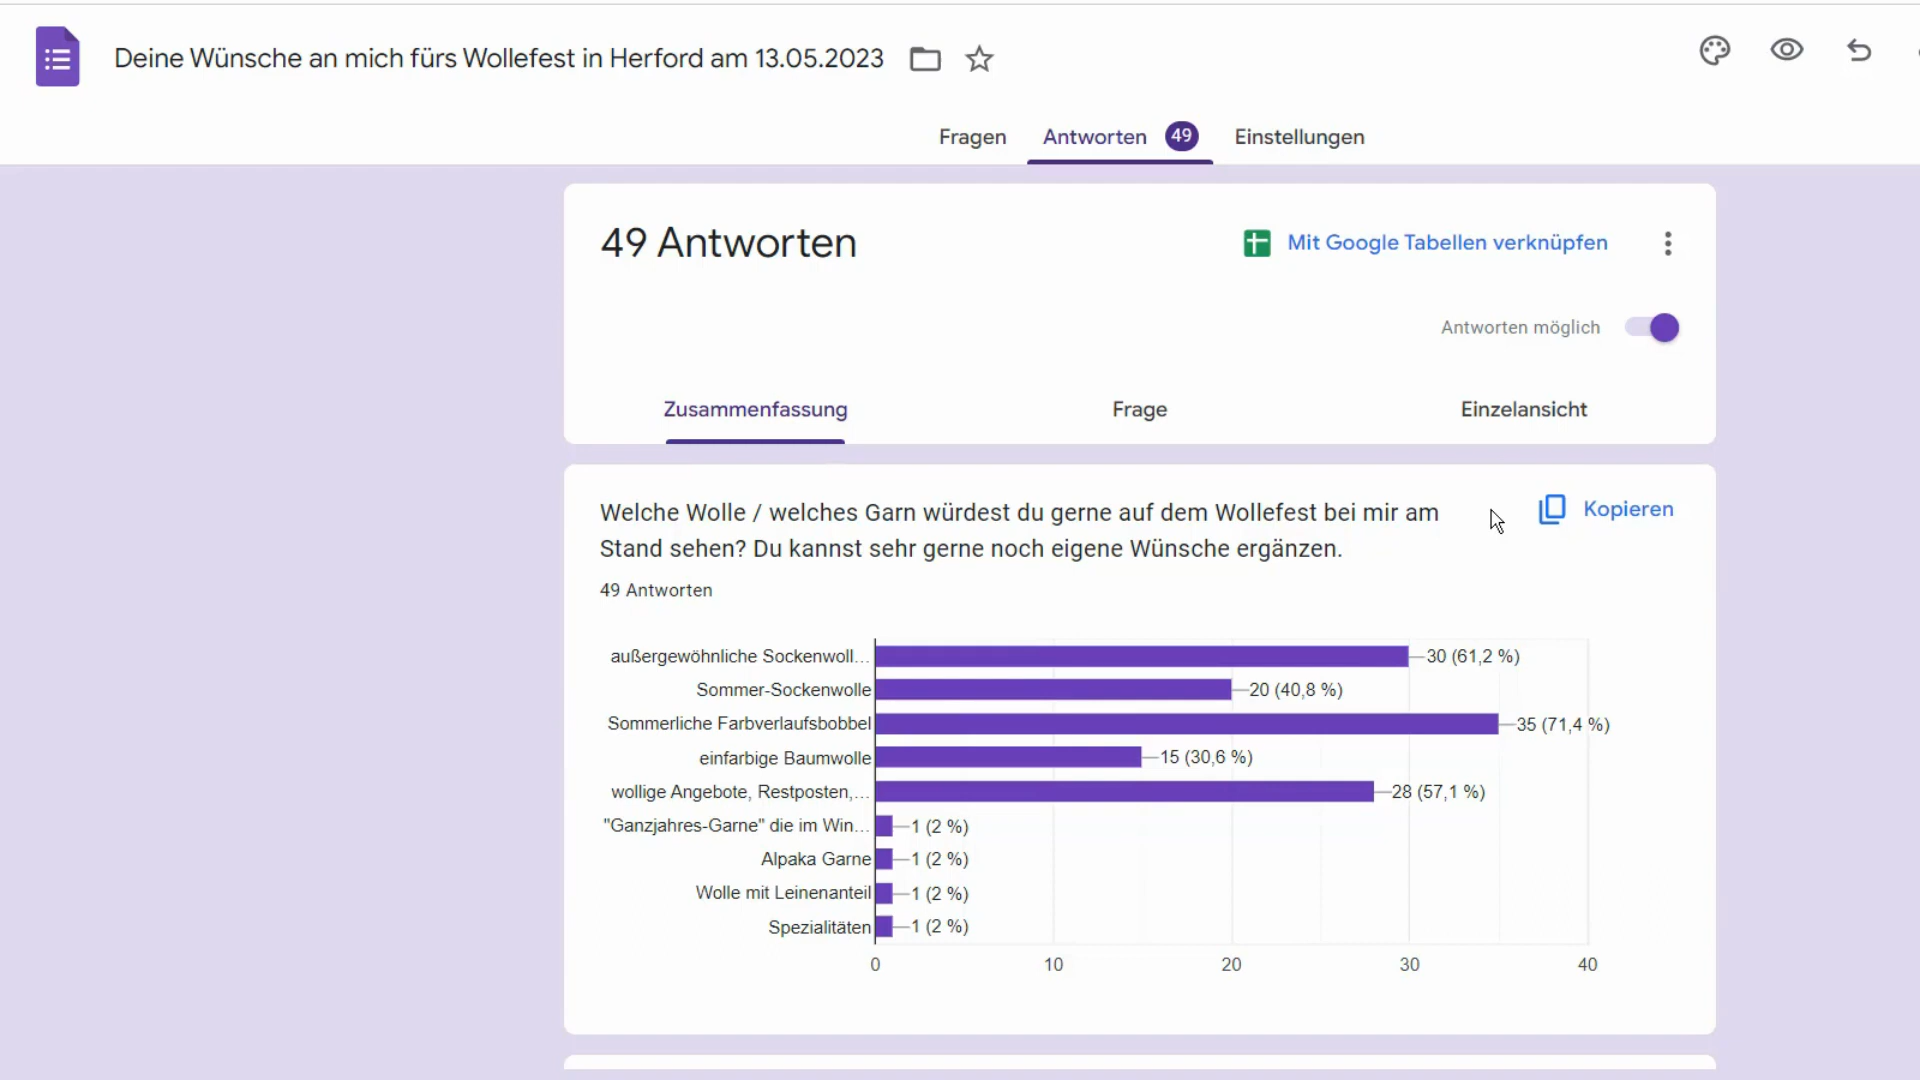 Deine Wünsche an mich fürs Wollefest in Herford am 13.05.2023
Fragen
Antworten 49
Einstellungen
49 Antworten
Mit Google Tabellen verknüpfen
Antworten möglich
Zusammenfassung
Frage
Einzelansicht
Welche Wolle / welches Garn würdest du gerne auf dem Wollefest bei mir am
Stand sehen? Du kannst sehr gerne noch eigene Wünsche ergänzen.
Kopieren
49 Antworten
außergewöhnliche Sockenwoll... 30 (61,2 %)
Sommer-Sockenwolle 20 (40,8 %)
Sommerliche Farbverlaufsbobbel 35 (71,4 %)
einfarbige Baumwolle 15 (30,6 %)
wollige Angebote, Restposten,... 28 (57,1 %)
"Ganzjahres-Garne" die im Win... 1 (2 %)
Alpaka Garne 1 (2 %)
Wolle mit Leinenanteil 1 (2 %)
Spezialitäten 1 (2 %)
0 10 20 30 40